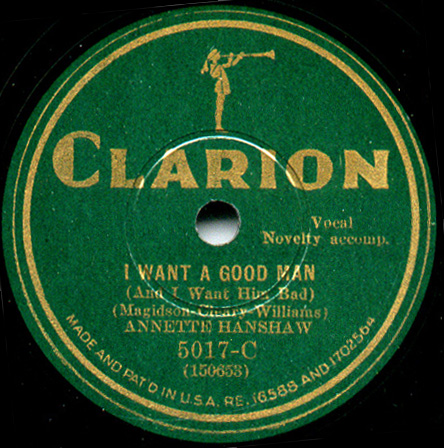 CLARION
Vocal
Novelty accomp.
I WANT A GOOD MAN
(And I Want Him Bad)
(Magidson-Cleary-Williams)
ANNETTE HANSHAW
5017-C
(150653)
MADE AND PAT'D IN U.S.A. RE. 16588 AND 1702564